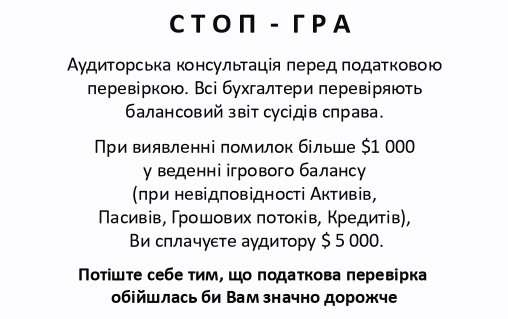 СТОП - ГРА
Аудиторська консультація перед податковою
перевіркою. Всі бухгалтери перевіряють
балансовий звіт сусідів справа.
При виявленні помилок більше $1 000
у веденні ігрового балансу
(при невідповідності Активів,
Пасивів, Грошових потоків, Кредитів),
Ви сплачуєте аудитору $ 5 000.
Потіште себе тим, що податкова перевірка
обійшлась би Вам значно дорожче